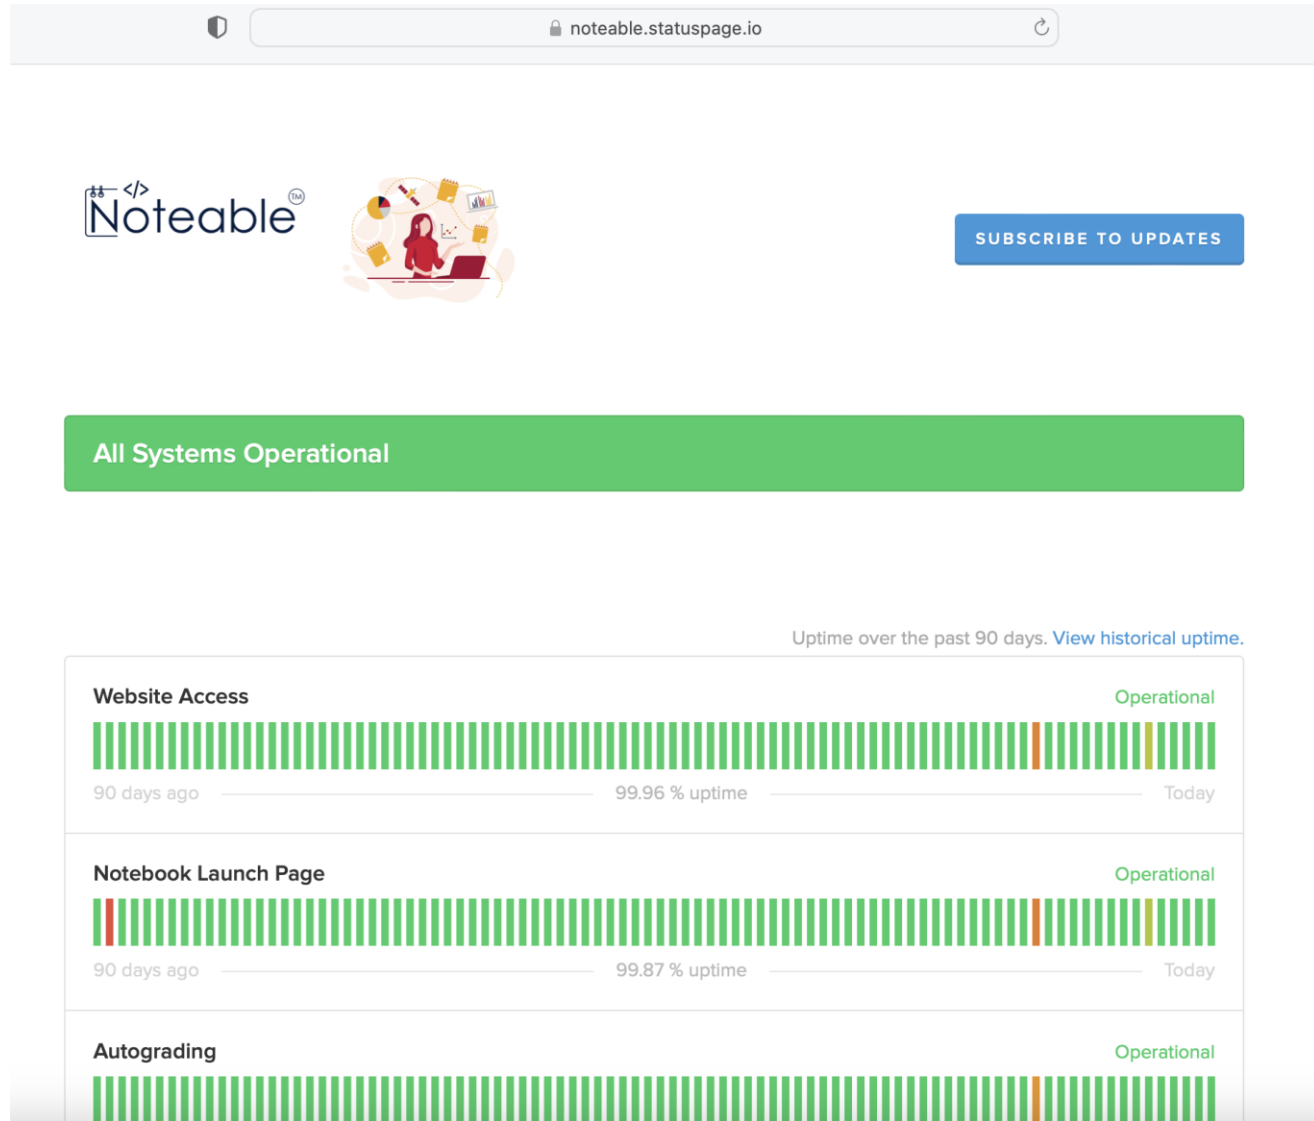 noteable.statuspage.io
</>
Noteable TM
SUBSCRIBE TO UPDATES
All Systems Operational
Uptime over the past 90 days. View historical uptime.
Website Access Operational
90 days ago 99.96 % uptime Today
Notebook Launch Page Operational
90 days ago 99.87 % uptime Today
Autograding Operational